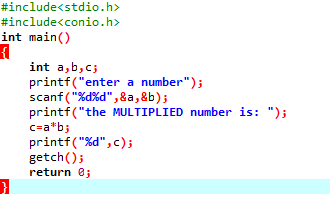 #include<stdio.h>
#include<conio.h>
int main()
{
    int a,b,c;
    printf("enter a number");
    scanf("%d%d",&a,&b);
    printf("the MULTIPLIED number is: ");
    c=a*b;
    printf("%d",c);
    getch();
    return 0;
}